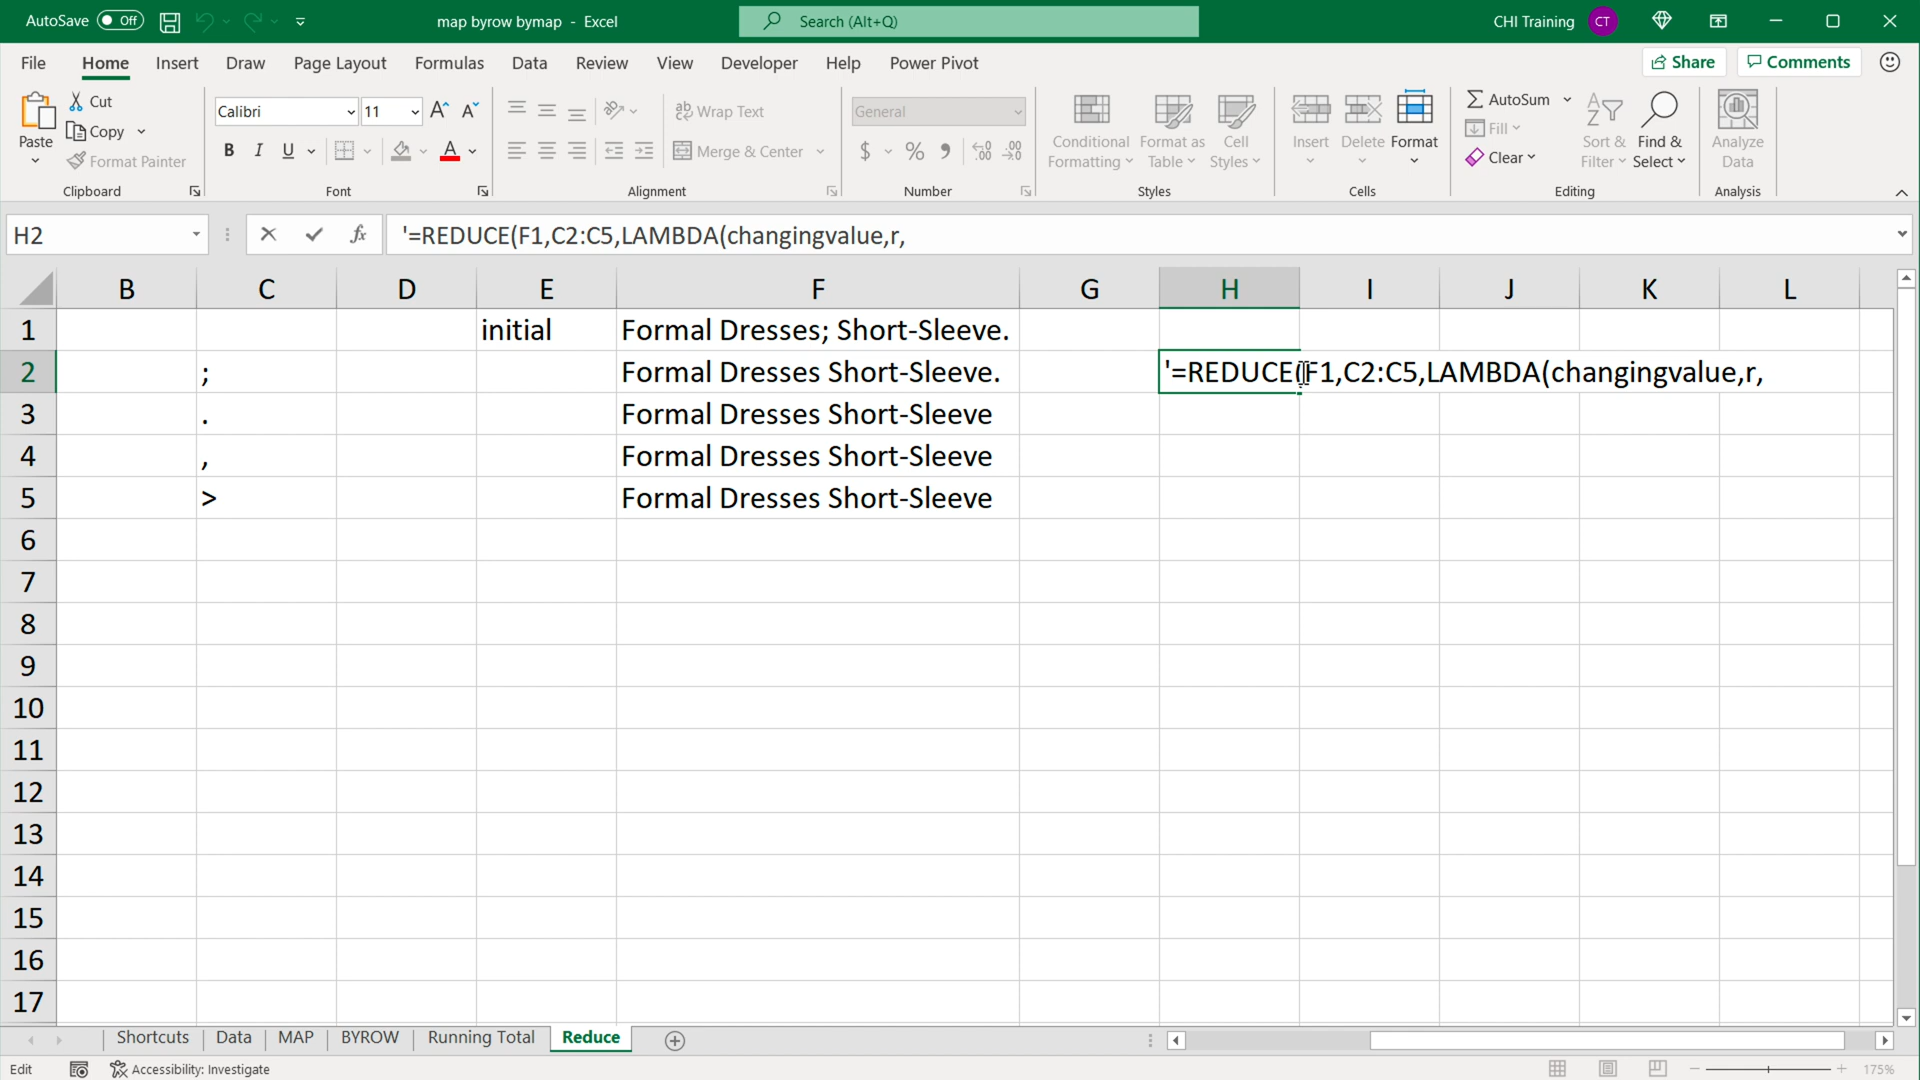 AutoSave Off
map byrow bymap - Excel
Search (Alt+Q)
CHI Training CT
File Home Insert Draw Page Layout Formulas Data Review View Developer Help Power Pivot
Share Comments
Paste
Cut
Copy
Format Painter
Clipboard
Calibri 11
B I U
Font
Wrap Text
Merge & Center
Alignment
General
$ % ,
Number
Conditional Formatting
Format as Table
Cell Styles
Styles
Insert Delete Format
Cells
AutoSum
Fill
Clear
Sort & Filter
Find & Select
Editing
Analyze Data
Analysis
H2
fx
'=REDUCE(F1,C2:C5,LAMBDA(changingvalue,r,
B C D E F G H I J K L
1 initial Formal Dresses; Short-Sleeve.
2 ; Formal Dresses Short-Sleeve. '=REDUCE(F1,C2:C5,LAMBDA(changingvalue,r,
3 . Formal Dresses Short-Sleeve
4 , Formal Dresses Short-Sleeve
5 > Formal Dresses Short-Sleeve
6
7
8
9
10
11
12
13
14
15
16
17
Shortcuts Data MAP BYROW Running Total Reduce
Edit Accessibility: Investigate 175%